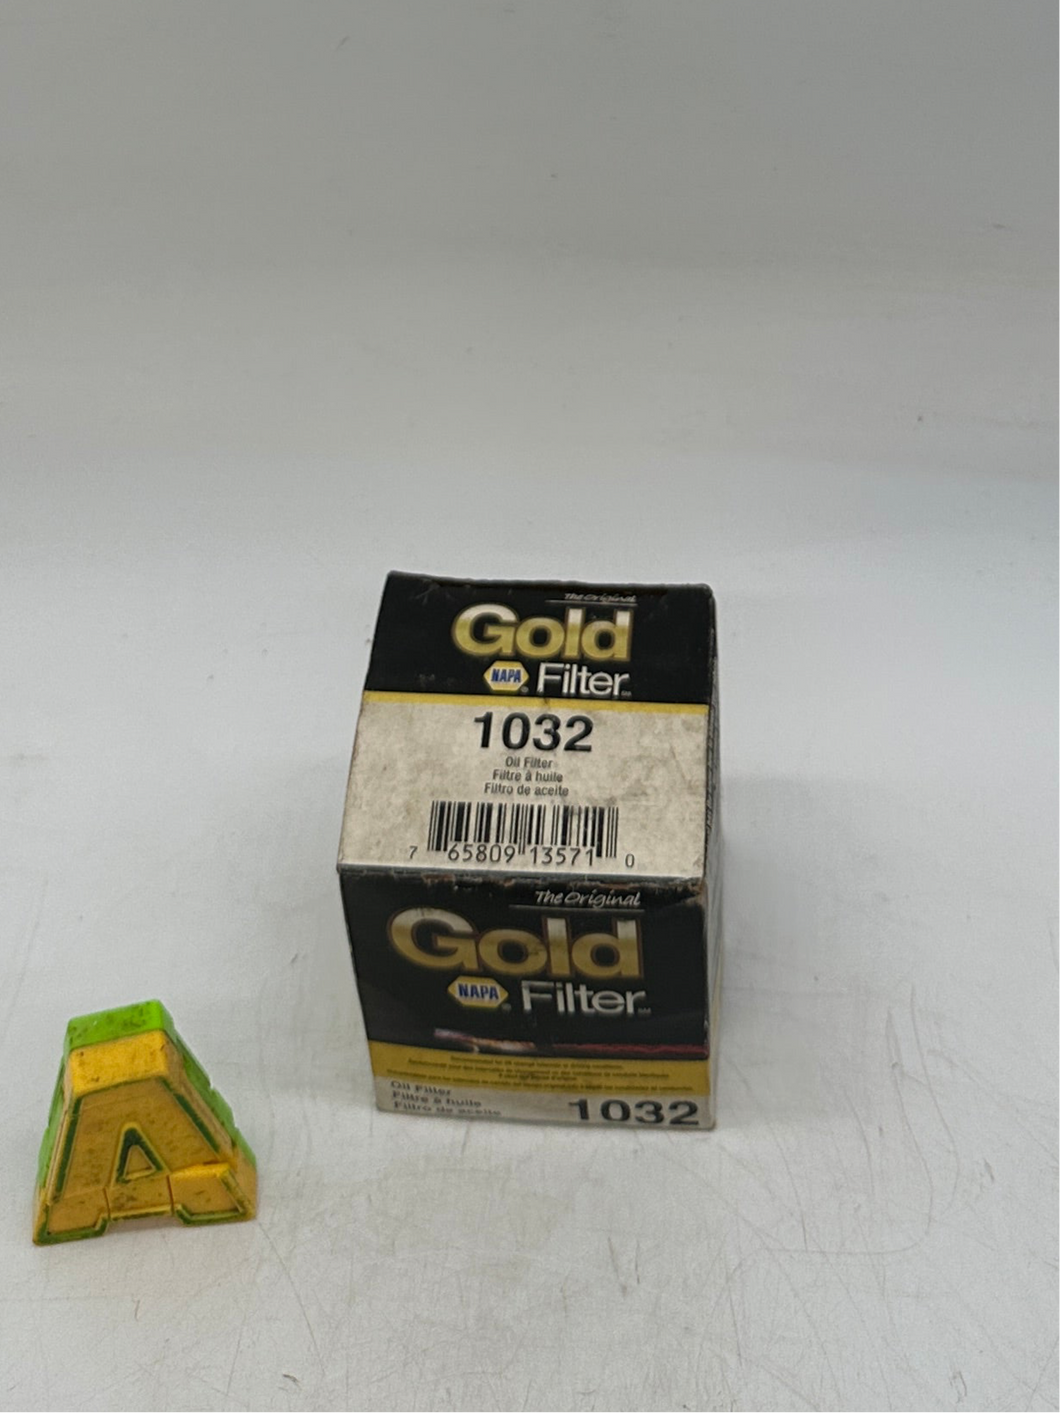 The Original
Gold
NAPA Filter
1032
Oil Filter
Filtre à huile
Filtro de aceite
7 65809 13571 0
The Original
Gold
NAPA Filter
Oil Filter
Filtre à huile
Filtro de aceite
1032
A